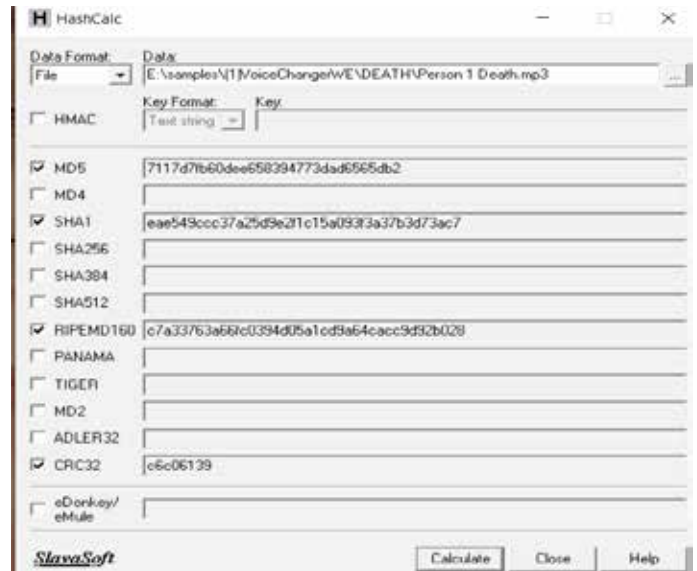 H HashCalc
Data Format: Data:
File E:\samples\[1]VoiceChangerWE\DEATH\Person 1 Death.mp3 ...
Key Format: Key:
HMAC Text string
MD5 7117d7fb60dee658394773dad6565db2
MD4
SHA1 eae549ccc37a25d9e2f1c15a093f3a37b3d73ac7
SHA256
SHA384
SHA512
RIPEMD160 c7a33763a66fc0394d05a1cd9a64cacc9d92b028
PANAMA
TIGER
MD2
ADLER32
CRC32 c6c06139
eDonkey/
eMule
SlavaSoft Calculate Close Help